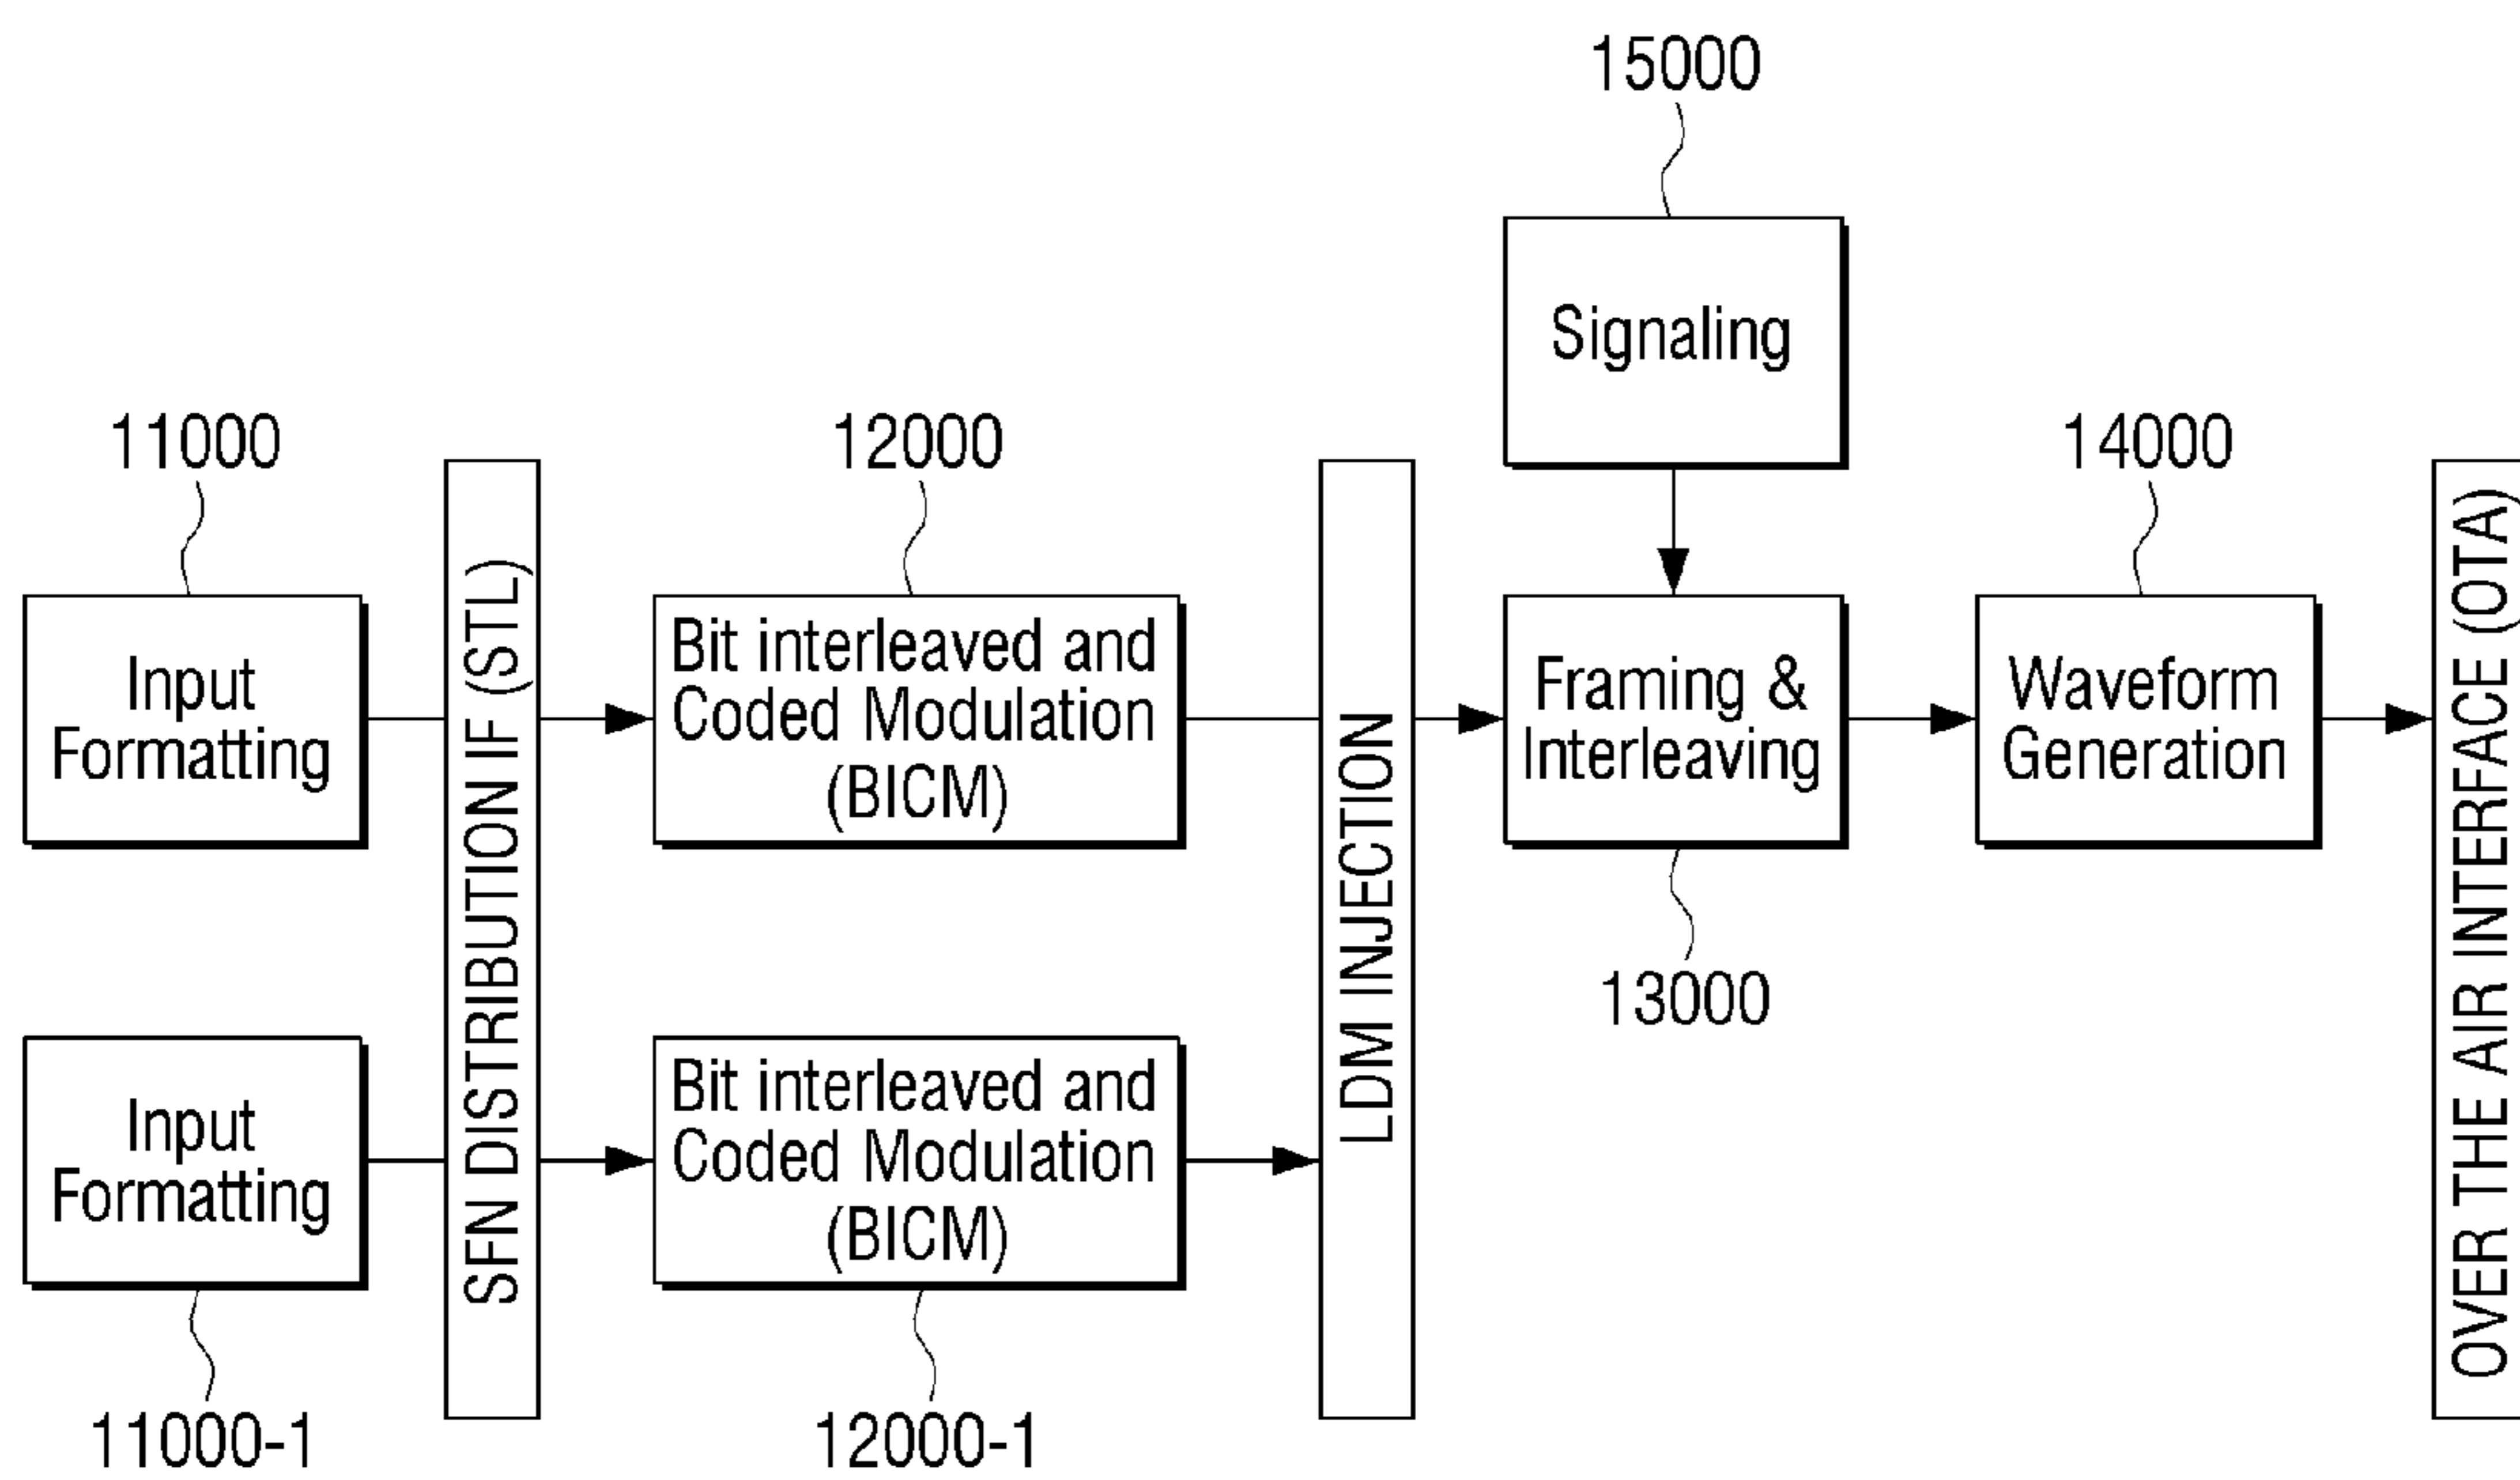 15000
Signaling
11000
12000
14000
Input
Formatting
SFN DISTRIBUTION IF (STL)
Bit interleaved and
Coded Modulation
(BICM)
LDM INJECTION
Framing &
Interleaving
Waveform
Generation
OVER THE AIR INTERFACE (OTA)
13000
Input
Formatting
Bit interleaved and
Coded Modulation
(BICM)
11000-1
12000-1